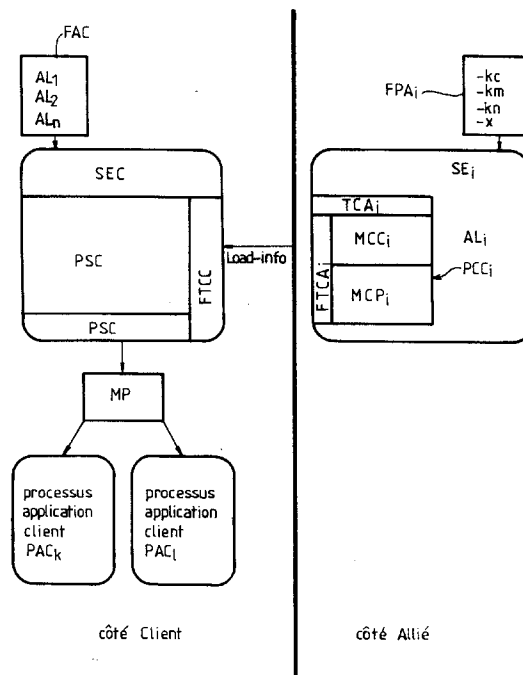 FAC
AL1
AL2
ALn
SEC
PSC
FTCC
PSC
MP
processus
application
client
PACk
processus
application
client
PACl
côté Client
Load-info
FPAi
-kc
-km
-kn
-x
SEi
TCAi
FTCAi
MCCi
MCPi
ALi
PCCi
côté Allié